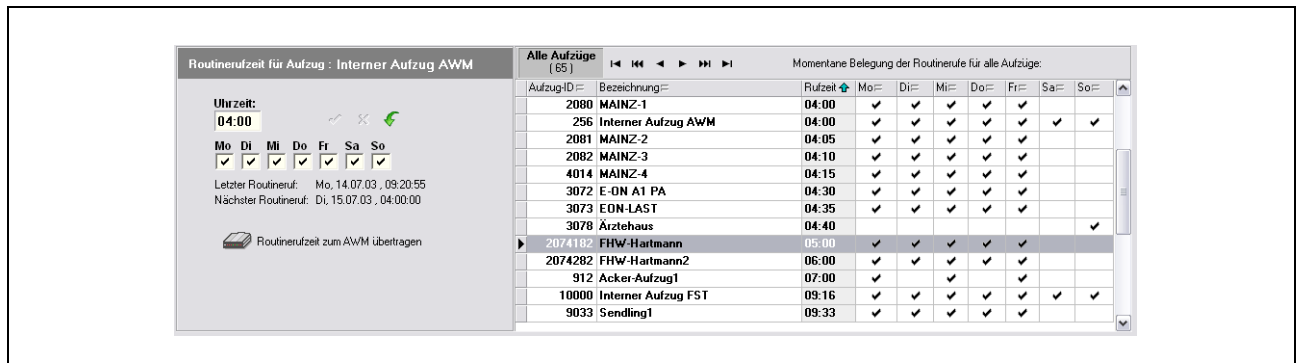 Routinerufzeit für Aufzug : Interner Aufzug AWM
Uhrzeit:
04:00
Mo Di Mi Do Fr Sa So
Letzter Routineruf: Mo, 14.07.03 , 09:20:55
Nächster Routineruf: Di, 15.07.03 , 04:00:00
Routinerufzeit zum AWM übertragen
Alle Aufzüge
( 65 )
Momentane Belegung der Routinerufe für alle Aufzüge:
Aufzug-ID Bezeichnung Rufzeit Mo Di Mi Do Fr Sa So
2080 MAINZ-1 04:00
256 Interner Aufzug AWM 04:00
2081 MAINZ-2 04:05
2082 MAINZ-3 04:10
4014 MAINZ-4 04:15
3072 E-ON A1 PA 04:30
3073 EON-LAST 04:35
3078 Ärztehaus 04:40
2074182 FHW-Hartmann 05:00
2074282 FHW-Hartmann2 06:00
912 Acker-Aufzug1 07:00
10000 Interner Aufzug FST 09:16
9033 Sendling1 09:33